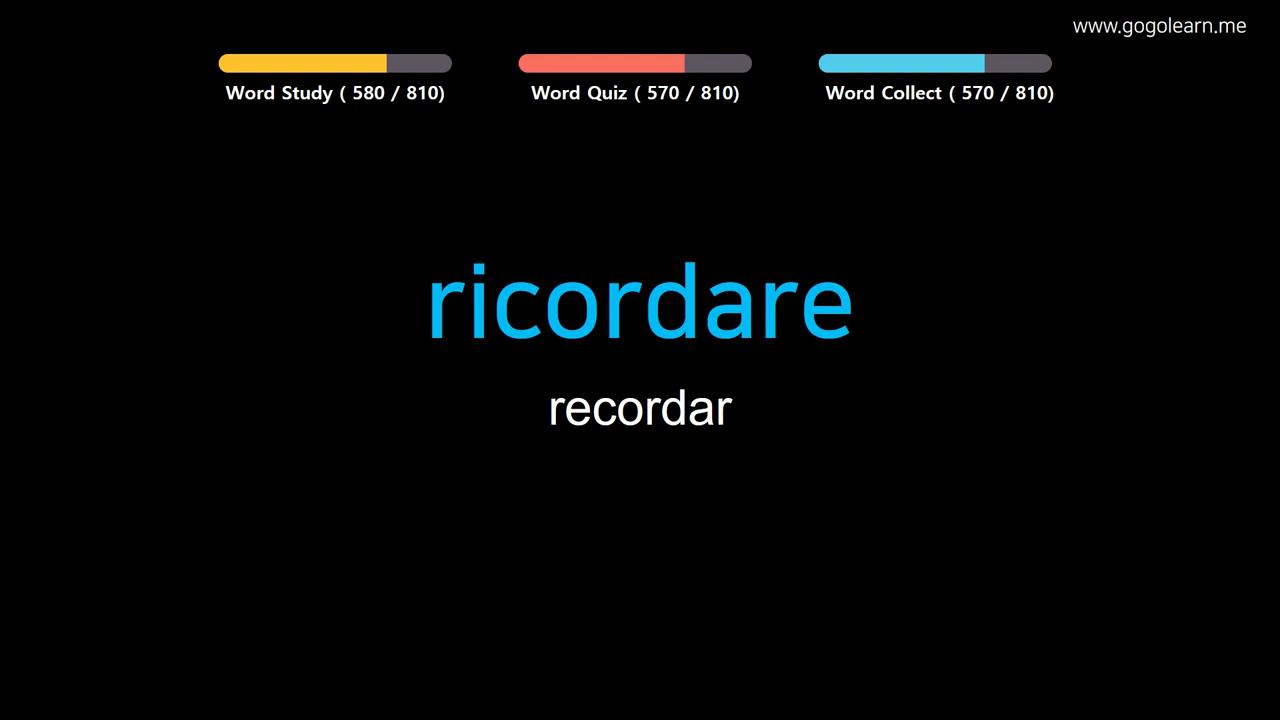 www.gogolearn.me
Word Study ( 580 / 810)
Word Quiz ( 570 / 810)
Word Collect ( 570 / 810)
ricordare
recordar